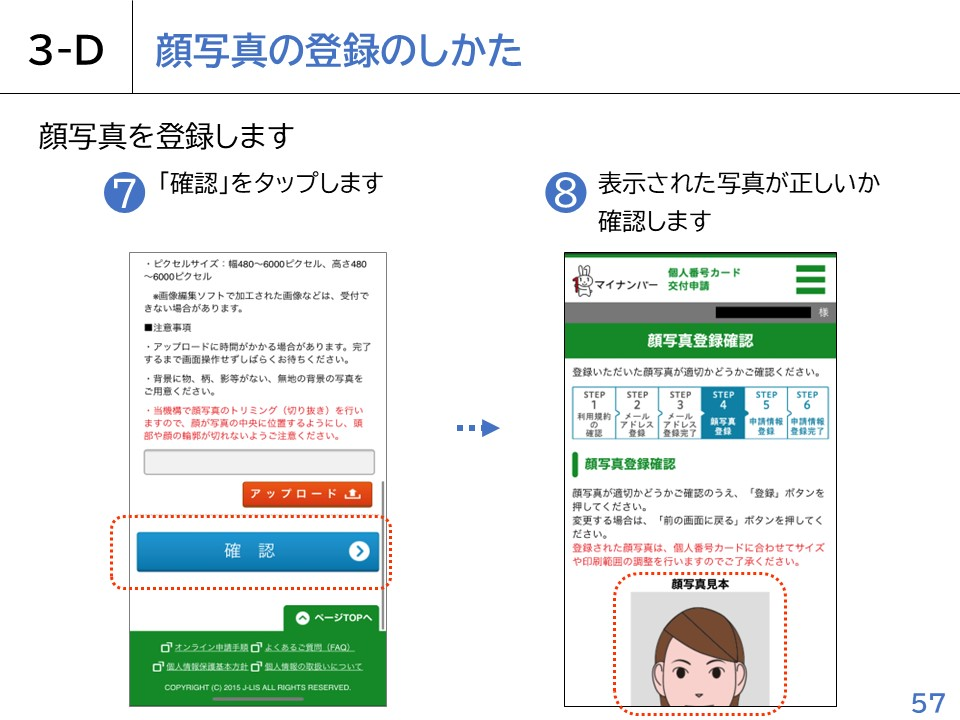 3-D
顔写真の登録のしかた
顔写真を登録します
❼
「確認」をタップします
・ピクセルサイズ：幅480～6000ピクセル、高さ480
～6000ピクセル
※画像編集ソフトで加工された画像などは、受付で
きない場合があります。
■注意事項
・アップロードに時間がかかる場合があります。完了
するまで画面操作せずしばらくお待ちください。
・背景に物、柄、影等がない、無地の背景の写真を
ご用意ください。
・当機構で顔写真のトリミング（切り抜き）を行い
ますので、顔が写真の中央に位置するようにし、頭
部や顔の輪郭が切れないようご注意ください。
アップロード
確 認
ページTOPへ
オンライン申請手順 よくあるご質問（FAQ）
個人情報保護基本方針 個人情報の取扱いについて
COPYRIGHT (C) 2015 J-LIS ALL RIGHTS RESERVED.
❽
表示された写真が正しいか
確認します
マイナンバー
個人番号カード
交付申請
様
顔写真登録確認
登録いただいた顔写真が適切かどうかご確認ください。
STEP
1
利用規約
の
確認
STEP
2
メール
アドレス
登録
STEP
3
メール
アドレス
登録完了
STEP
4
顔写真
登録
STEP
5
申請情報
登録
STEP
6
申請情報
登録完了
顔写真登録確認
顔写真が適切かどうかご確認のうえ、「登録」ボタンを
押してください。
変更する場合は、「前の画面に戻る」ボタンを押してく
ださい。
登録された顔写真は、個人番号カードに合わせてサイズ
や印刷範囲の調整を行いますのでご了承ください。
顔写真見本
57